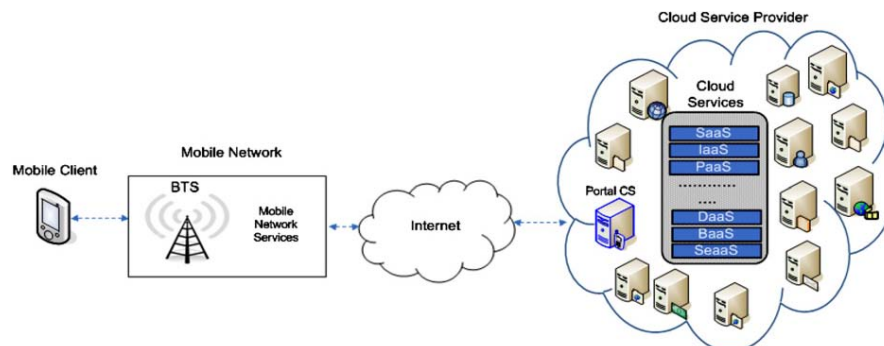 Cloud Service Provider
Cloud
Services
SaaS
IaaS
PaaS
............
....
DaaS
BaaS
SeaaS
Portal CS
Mobile Network
Mobile Client
BTS
Mobile
Network
Services
Internet